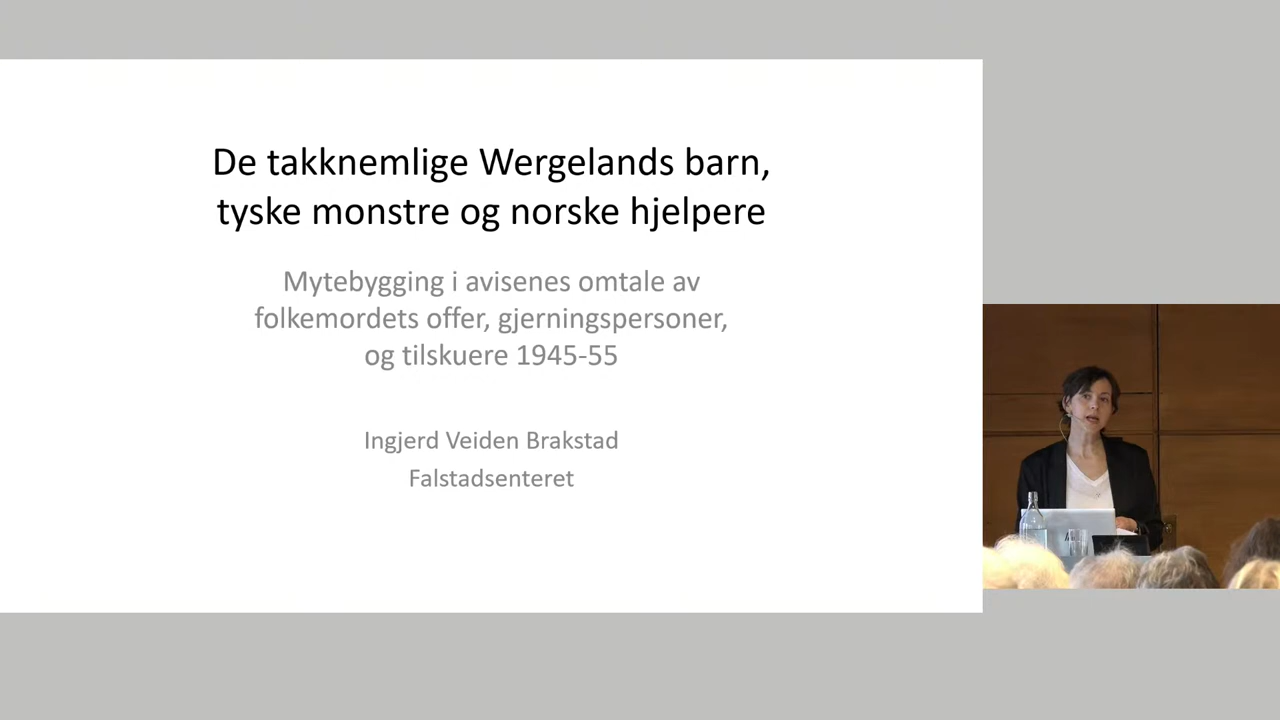 De takknemlige Wergelands barn,
tyske monstre og norske hjelpere
Mytebygging i avisenes omtale av
folkemordets offer, gjerningspersoner,
og tilskuere 1945-55
Ingjerd Veiden Brakstad
Falstadsenteret